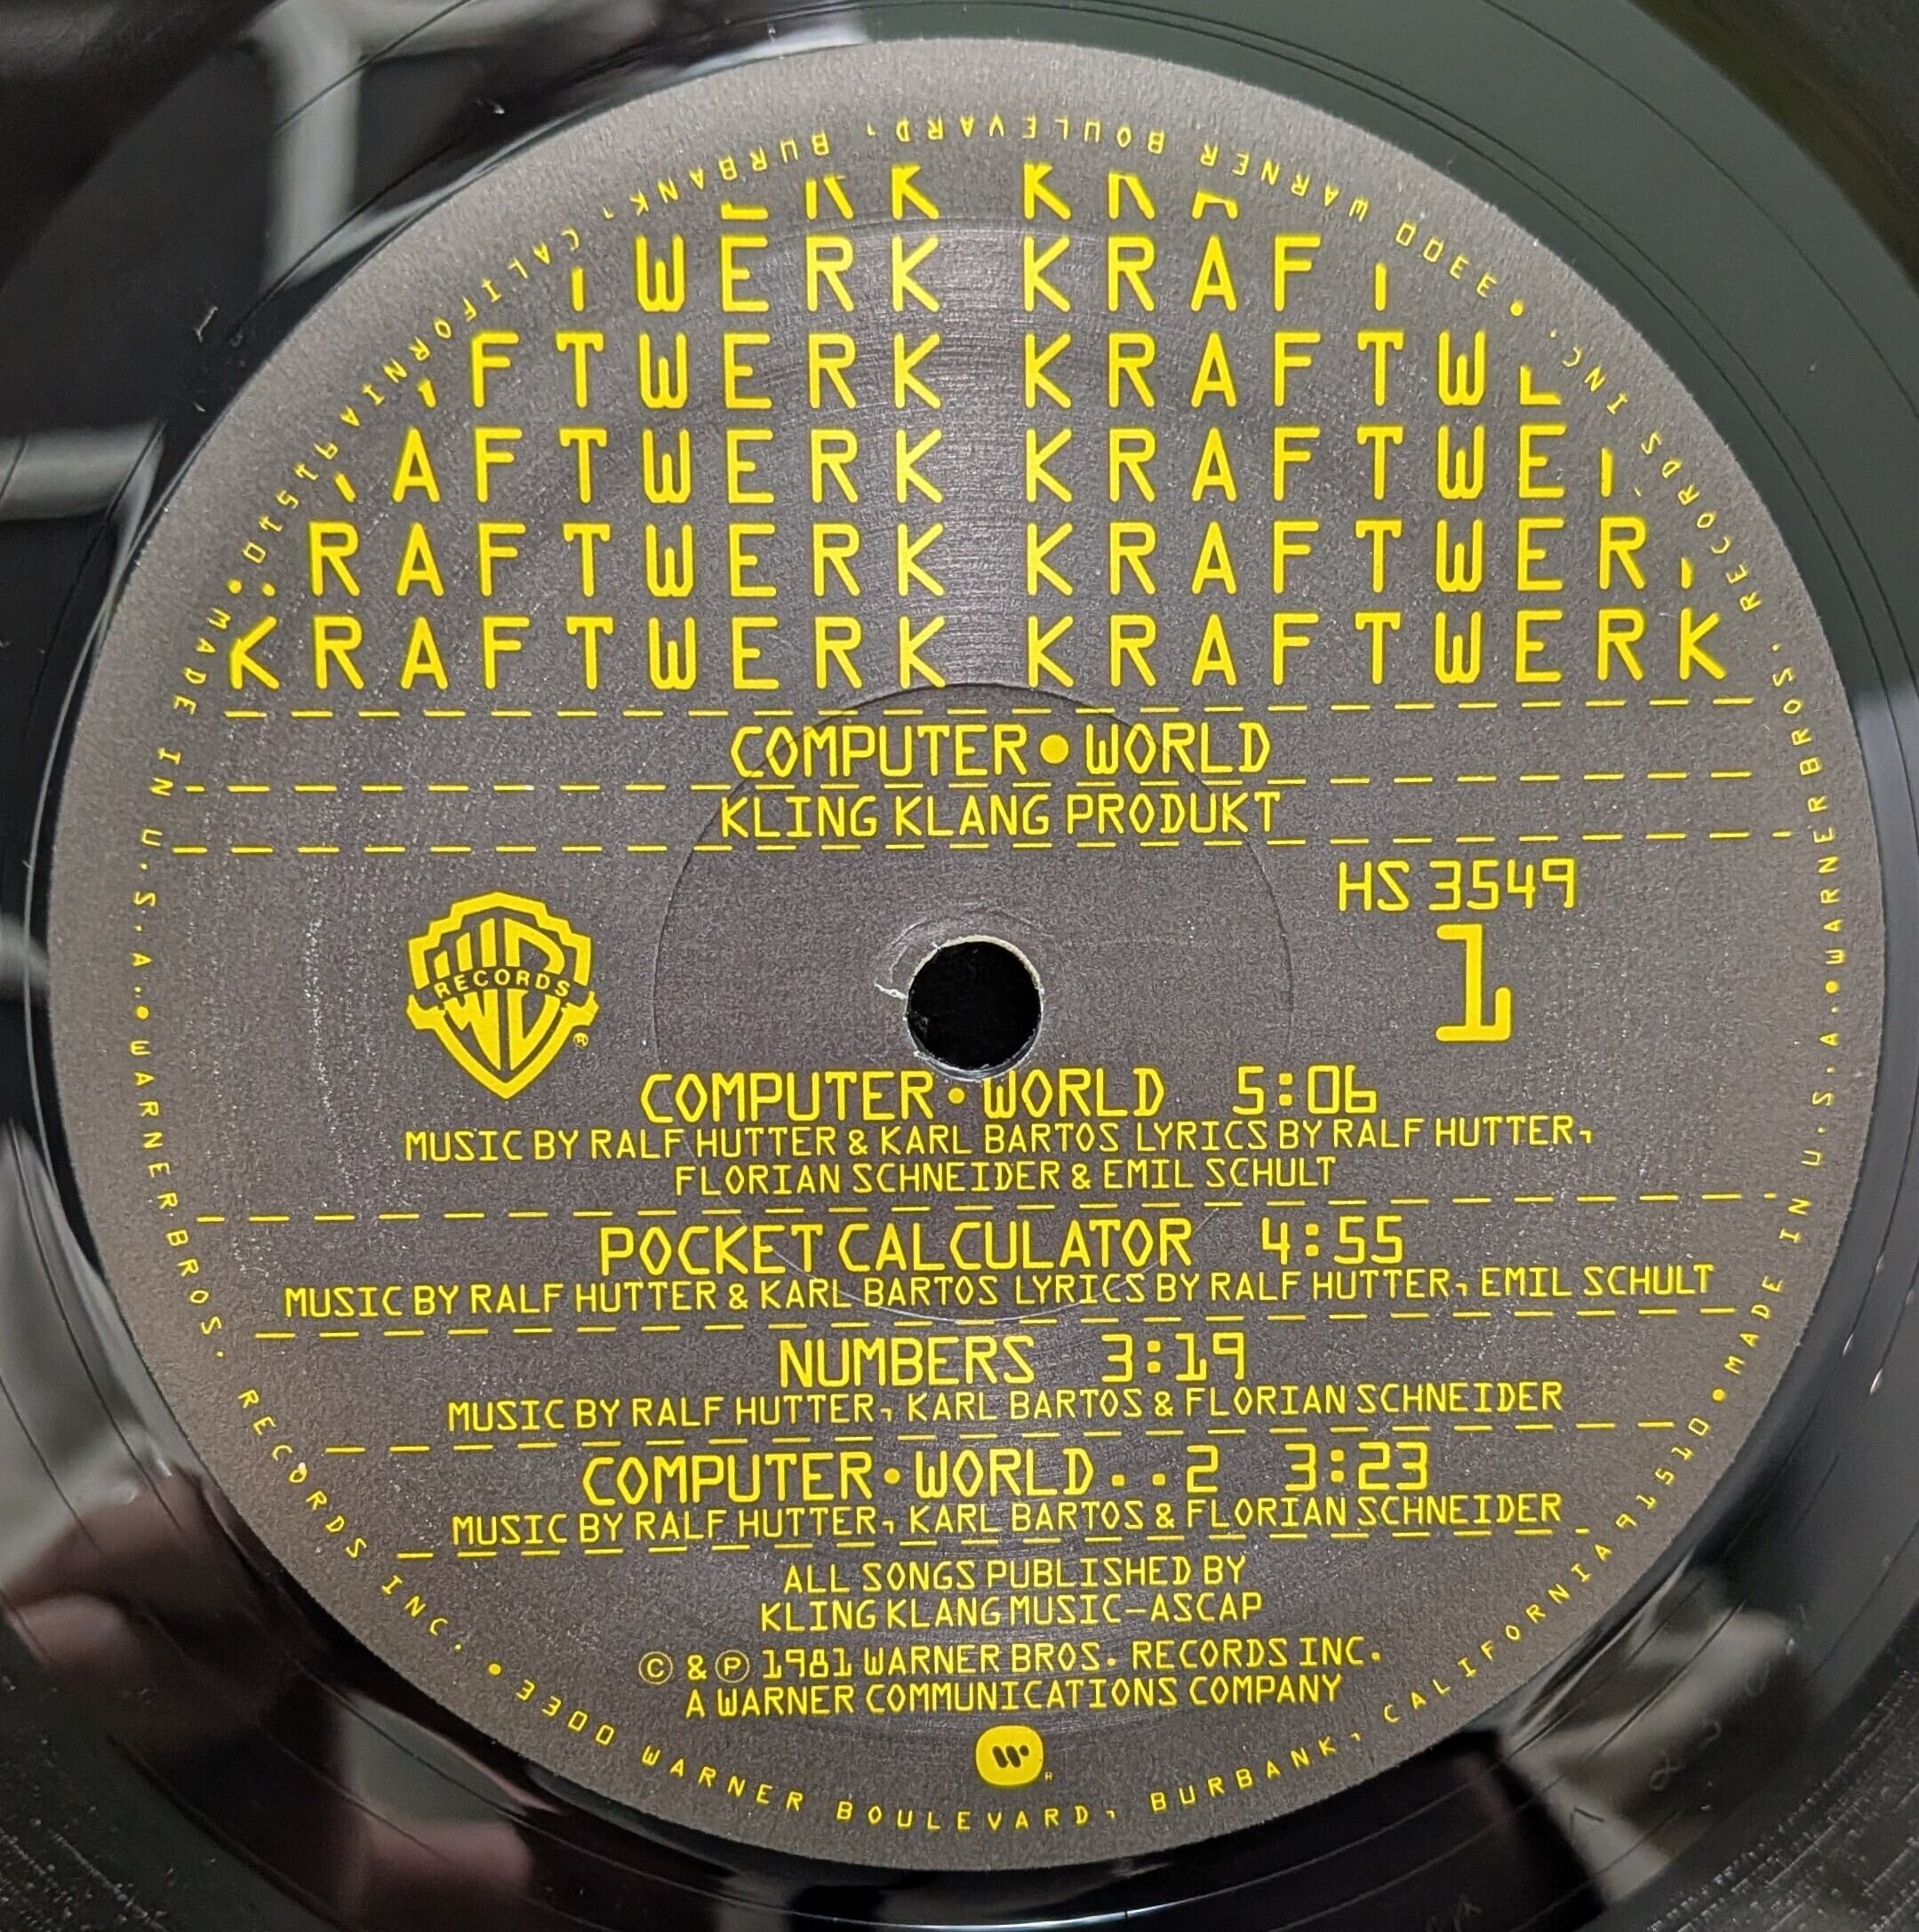 RK KRA
TWERK KRAFT
FTWERK KRAFTWE
AFTWERK KRAFTWE
RAFTWERK KRAFTWER
KRAFTWERK KRAFTWERK
COMPUTER•WORLD
KLING KLANG PRODUKT
HS 3549
1
WB RECORDS ®
COMPUTER•WORLD 5:06
MUSIC BY RALF HUTTER & KARL BARTOS LYRICS BY RALF HUTTER,
FLORIAN SCHNEIDER & EMIL SCHULT
POCKET CALCULATOR 4:55
MUSIC BY RALF HUTTER & KARL BARTOS LYRICS BY RALF HUTTER, EMIL SCHULT
NUMBERS 3:19
MUSIC BY RALF HUTTER, KARL BARTOS & FLORIAN SCHNEIDER
COMPUTER•WORLD..2 3:23
MUSIC BY RALF HUTTER, KARL BARTOS & FLORIAN SCHNEIDER
ALL SONGS PUBLISHED BY
KLING KLANG MUSIC-ASCAP
© & ℗ 1981 WARNER BROS. RECORDS INC.
A WARNER COMMUNICATIONS COMPANY
W ®
MADE IN U.S.A. • WARNER BROS. RECORDS INC. • 3300 WARNER BOULEVARD, BURBANK, CALIFORNIA 91510 • MADE IN U.S.A. • WARNER BROS. RECORDS INC. • 3300 WARNER BOULEVARD, BURBANK, CALIFORNIA 91510 •